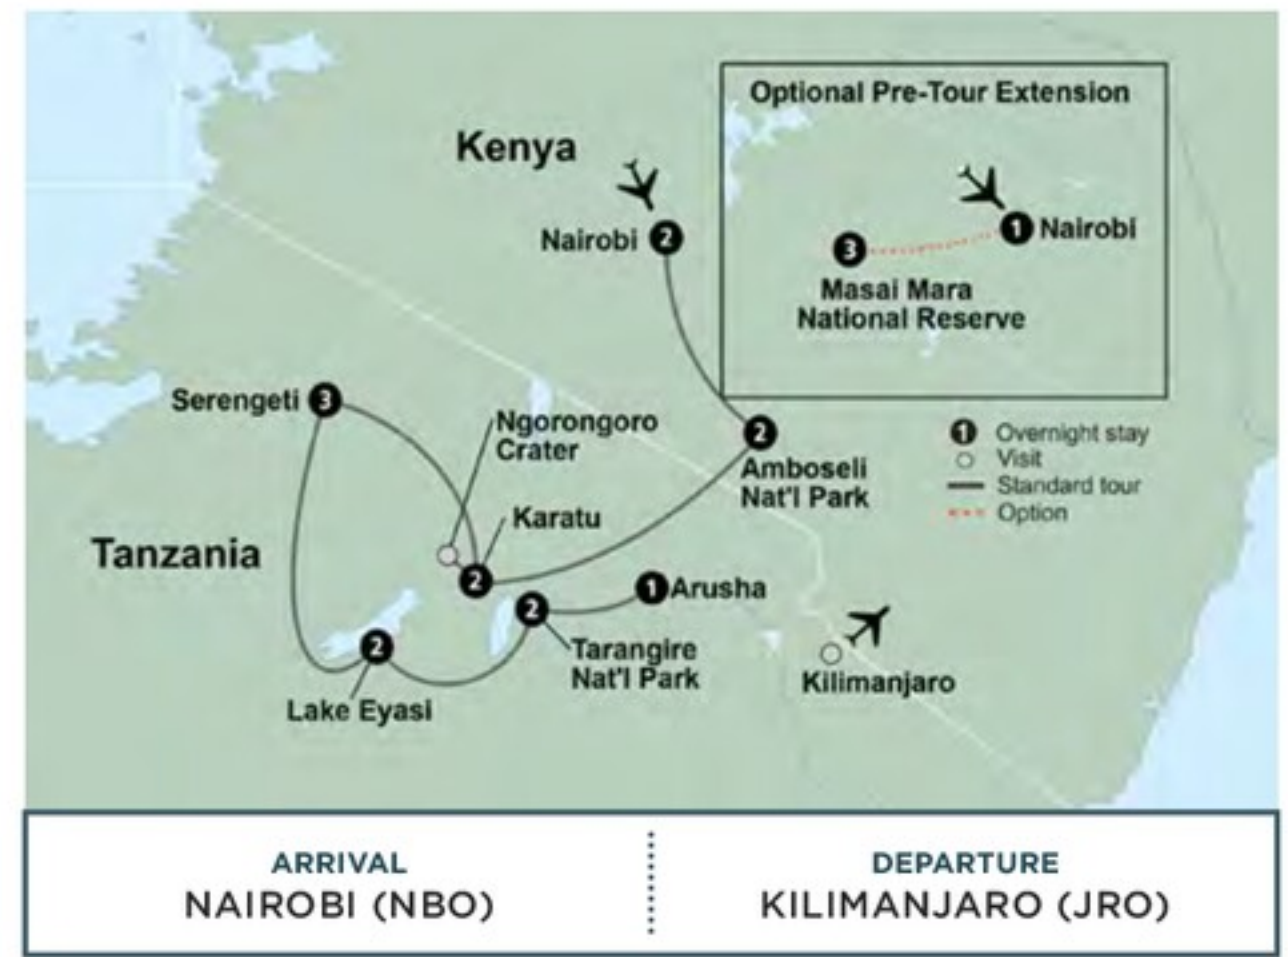 Optional Pre-Tour Extension
Kenya
Nairobi 2
1 Nairobi
3
Masai Mara
National Reserve
Serengeti 3
Ngorongoro
Crater
2
Amboseli
Nat'l Park
1 Overnight stay
Visit
Standard tour
Option
Karatu
Tanzania
2
2
1 Arusha
Tarangire
Nat'l Park
2
Lake Eyasi
Kilimanjaro
ARRIVAL
NAIROBI (NBO)
DEPARTURE
KILIMANJARO (JRO)